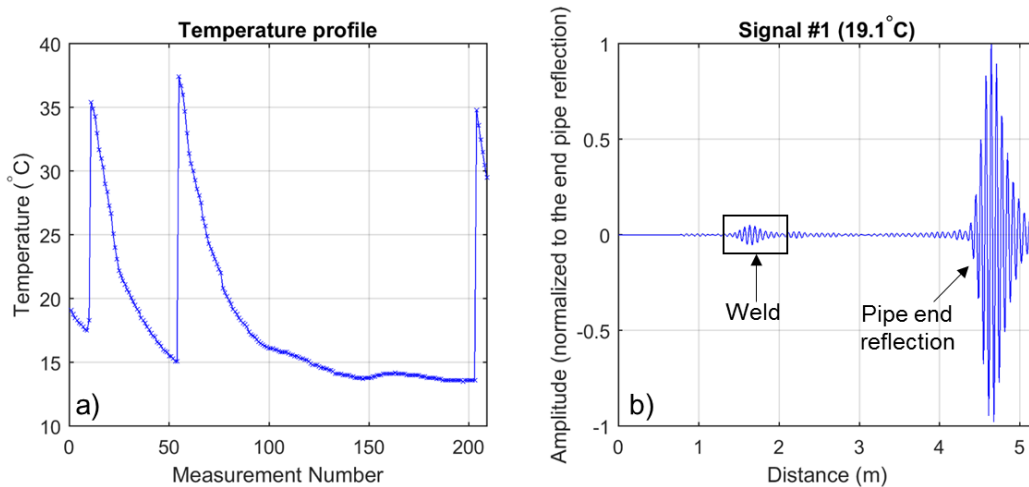 Temperature profile
Temperature (°C)
40
35
30
25
20
15
10
0
50
100
150
200
Measurement Number
a)
Signal #1 (19.1°C)
Amplitude (normalized to the end pipe reflection)
1
0.5
0
-0.5
-1
0
1
2
3
4
5
Distance (m)
Weld
Pipe end
reflection
b)